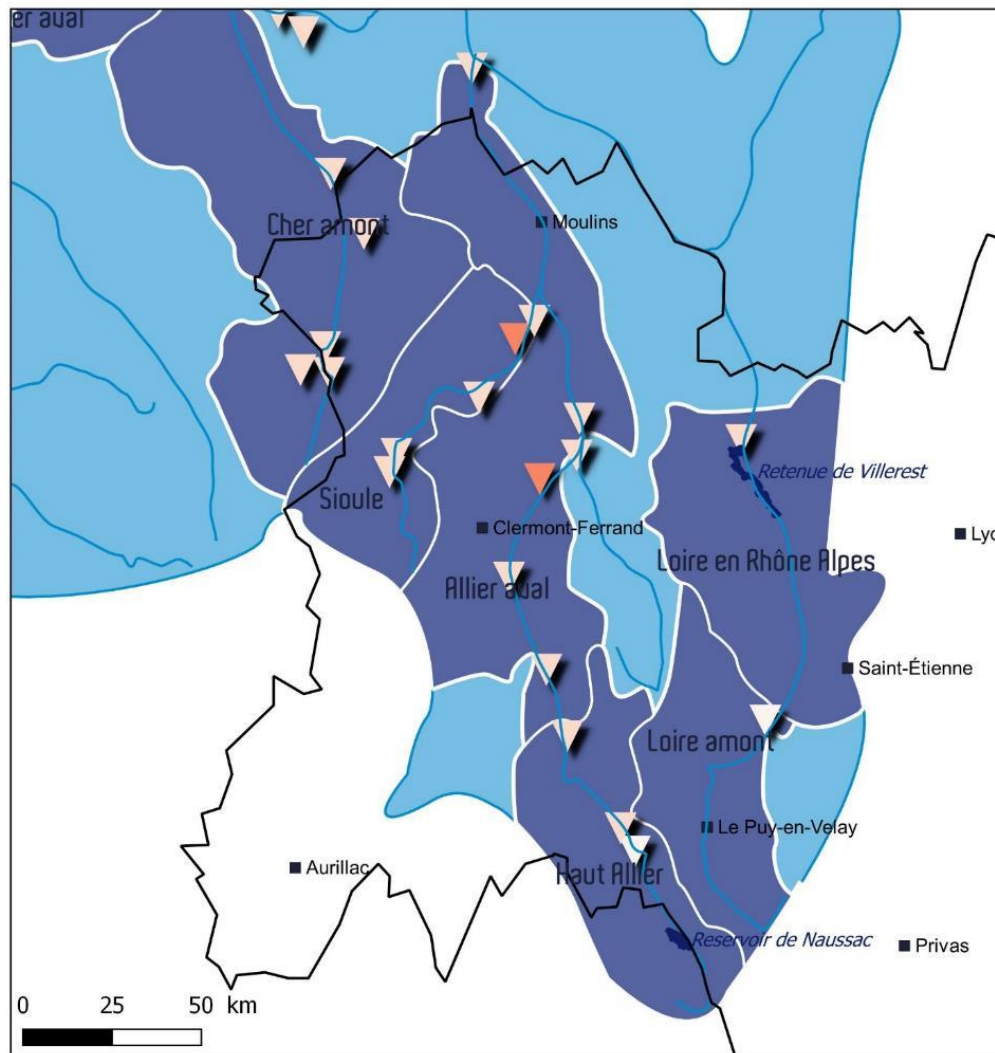 er aval
Cher amont
Moulins
Sioule
Clermont-Ferrand
Allier aval
Retenue de Villerest
Loire en Rhône Alpes
Lyo
Saint-Étienne
Loire amont
Le Puy-en-Velay
Haut Allier
Aurillac
Reservoir de Naussac
Privas
0 25 50 km